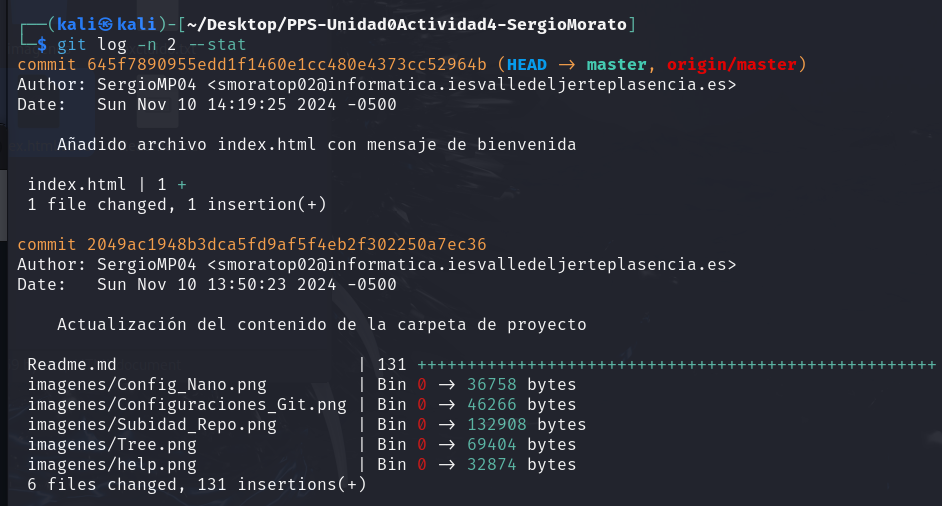 ┌──(kali㉿kali)-[~/Desktop/PPS-Unidad0Actividad4-SergioMorato]
└─$ git log -n 2 --stat
commit 645f7890955edd1f1460e1cc480e4373cc52964b (HEAD -> master, origin/master)
Author: SergioMP04 <smoratop02@informatica.iesvalledeljerteplasencia.es>
Date:   Sun Nov 10 14:19:25 2024 -0500

    Añadido archivo index.html con mensaje de bienvenida

 index.html | 1 +
 1 file changed, 1 insertion(+)

commit 2049ac1948b3dca5fd9af5f4eb2f302250a7ec36
Author: SergioMP04 <smoratop02@informatica.iesvalledeljerteplasencia.es>
Date:   Sun Nov 10 13:50:23 2024 -0500

    Actualización del contenido de la carpeta de proyecto

 Readme.md                        | 131 ++++++++++++++++++++++++++++++++++++++++++++++++++++
 imagenes/Config_Nano.png         | Bin 0 -> 36758 bytes
 imagenes/Configuraciones_Git.png | Bin 0 -> 46266 bytes
 imagenes/Subidad_Repo.png        | Bin 0 -> 132908 bytes
 imagenes/Tree.png                | Bin 0 -> 69404 bytes
 imagenes/help.png                | Bin 0 -> 32874 bytes
 6 files changed, 131 insertions(+)